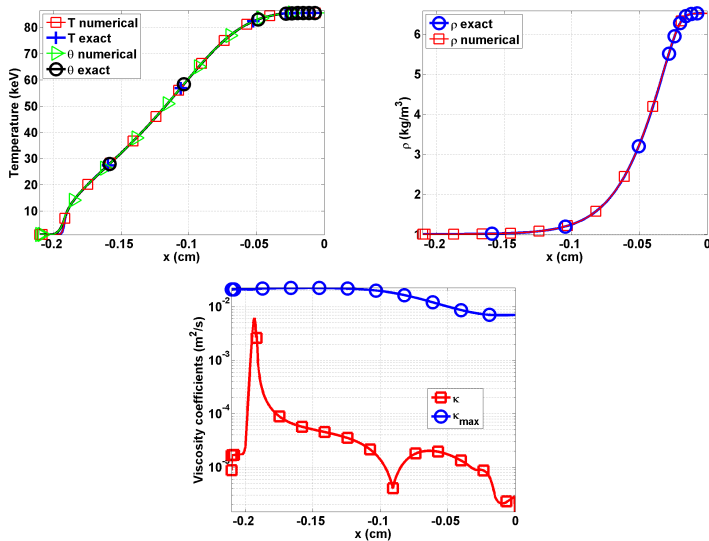 80
70
60
50
40
30
20
10
-0.2
-0.15
-0.1
-0.05
0
x (cm)
Temperature (keV)
T numerical
T exact
θ numerical
θ exact
6
5
4
3
2
1
-0.2
-0.15
-0.1
-0.05
0
x (cm)
ρ (kg/m³)
ρ exact
ρ numerical
10⁻²
10⁻³
10⁻⁴
10⁻⁵
-0.2
-0.15
-0.1
-0.05
0
x (cm)
Viscosity coefficients (m²/s)
κ
κmax